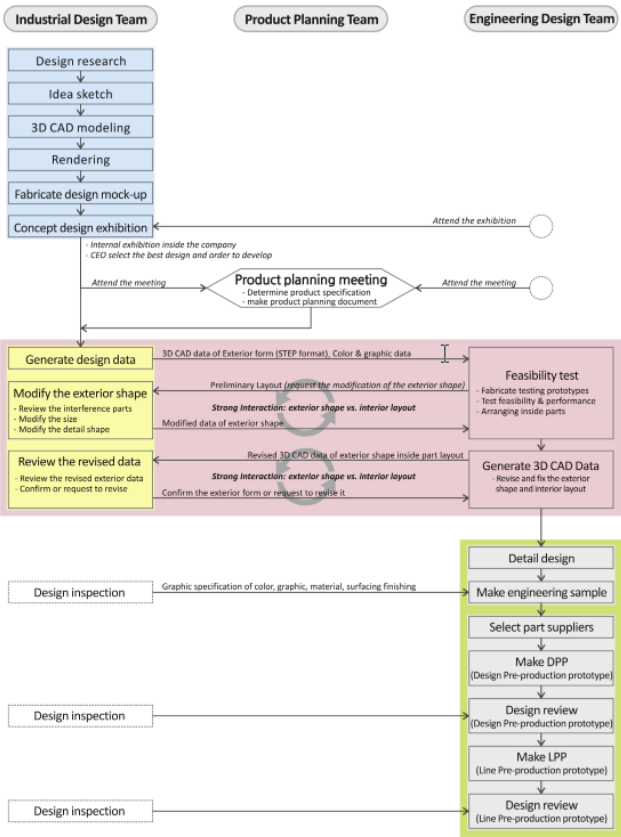 Industrial Design Team
Product Planning Team
Engineering Design Team
Design research
Idea sketch
3D CAD modeling
Rendering
Fabricate design mock-up
Concept design exhibition
Attend the exhibition
- Internal exhibition inside the company
- CEO select the best design and order to develop
Attend the meeting
Product planning meeting
- Determine product specification
- make product planning document
Attend the meeting
Generate design data
3D CAD data of Exterior form (STEP format), Color & graphic data
Feasibility test
- Fabricate testing prototypes
- Test feasibility & performance
- Arranging inside parts
Modify the exterior shape
- Review the interference parts
- Modify the size
- Modify the detail shape
Preliminary Layout (request the modification of the exterior shape)
Strong Interaction: exterior shape vs. interior layout
Modified data of exterior shape
Review the revised data
- Review the revised exterior data
- Confirm or request to revise
Revised 3D CAD data of exterior shape inside part layout
Strong Interaction: exterior shape vs. interior layout
Confirm the exterior form or request to revise it
Generate 3D CAD Data
- Revise and fix the exterior
shape and interior layout
Detail design
Design inspection
Graphic specification of color, graphic, material, surfacing finishing
Make engineering sample
Select part suppliers
Make DPP
(Design Pre-production prototype)
Design inspection
Design review
(Design Pre-production prototype)
Make LPP
(Line Pre-production prototype)
Design inspection
Design review
(Line Pre-production prototype)